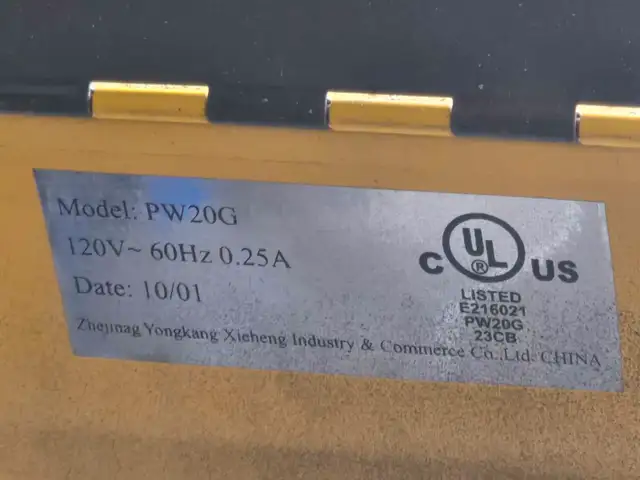 Model: PW20G
120V~ 60Hz 0.25A
Date: 10/01
Zhejinag Yongkang Xieheng Industry & Commerce Co.,Ltd. CHINA
C UL ® US
LISTED
E216021
PW20G
23CB